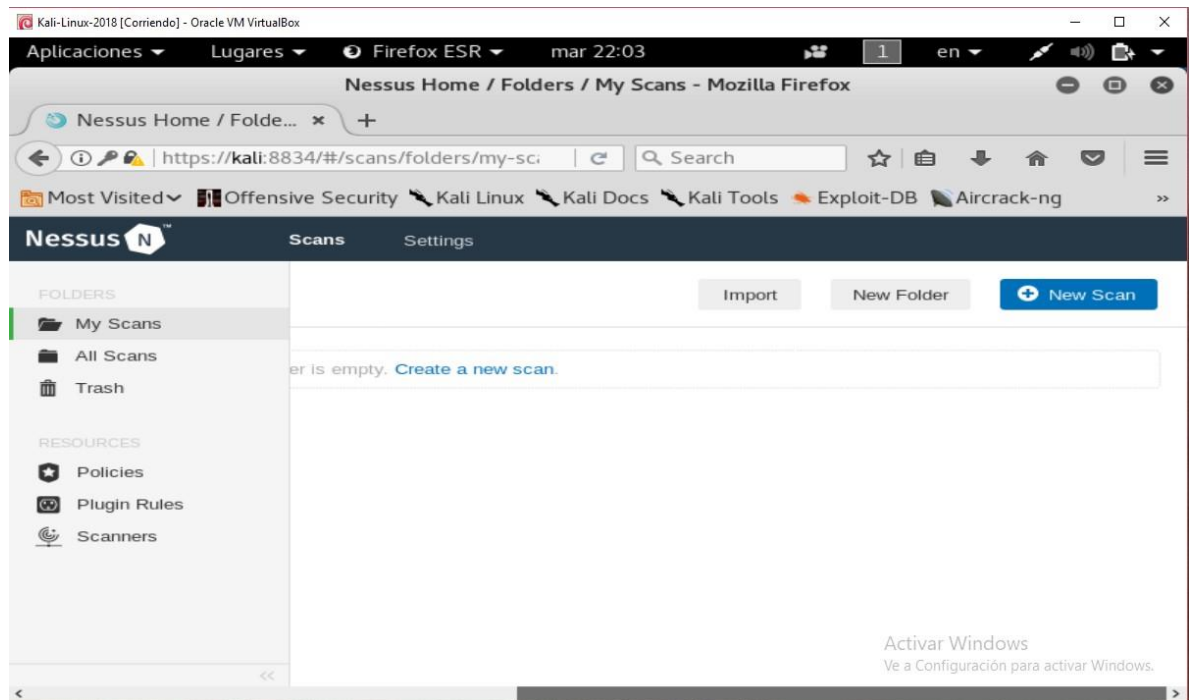 Kali-Linux-2018 [Corriendo] - Oracle VM VirtualBox
Aplicaciones Lugares Firefox ESR mar 22:03 1 en
Nessus Home / Folders / My Scans - Mozilla Firefox
Nessus Home / Folde...
https://kali:8834/#/scans/folders/my-sc Search
Most Visited Offensive Security Kali Linux Kali Docs Kali Tools Exploit-DB Aircrack-ng »
Nessus N ™ Scans Settings
FOLDERS
Import New Folder New Scan
My Scans
All Scans
er is empty. Create a new scan.
Trash
RESOURCES
Policies
Plugin Rules
Scanners
Activar Windows
Ve a Configuración para activar Windows.